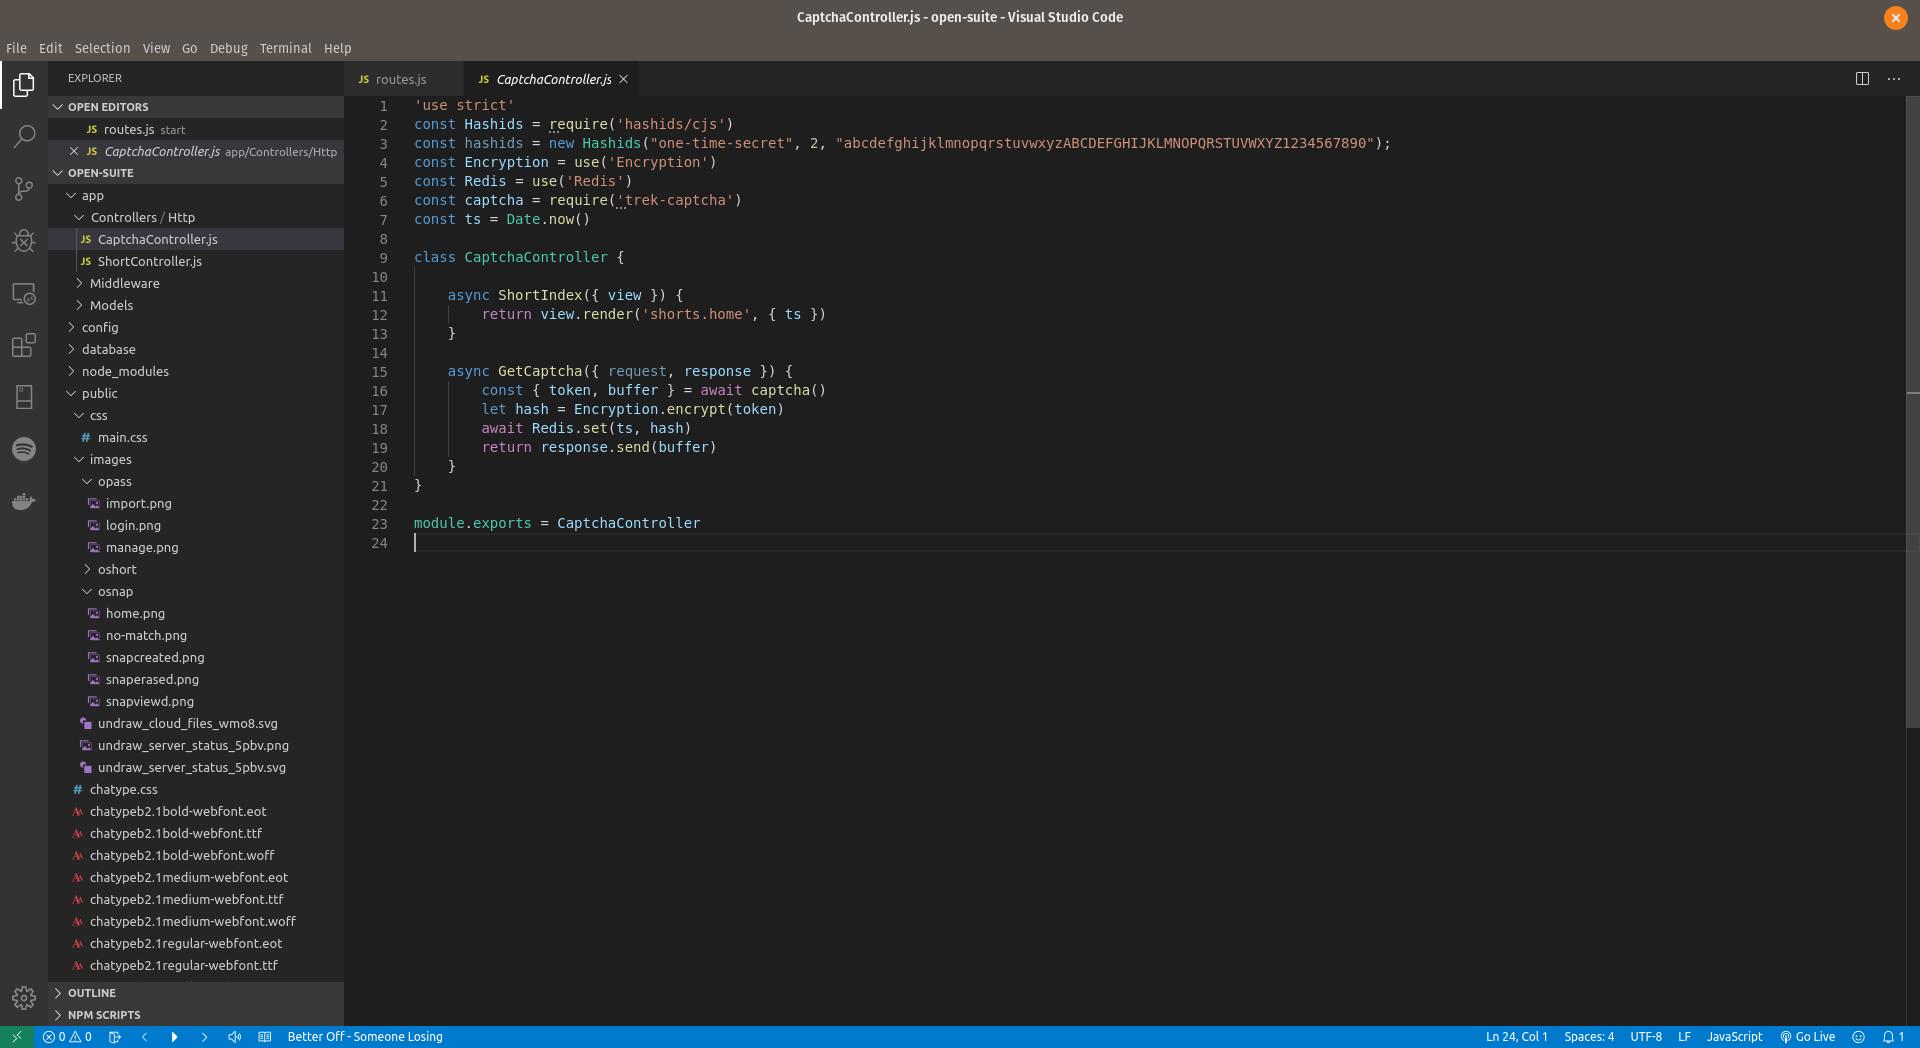 CaptchaController.js - open-suite - Visual Studio Code
File Edit Selection View Go Debug Terminal Help
EXPLORER
OPEN EDITORS
JS routes.js start
JS CaptchaController.js app/Controllers/Http
OPEN-SUITE
app
Controllers / Http
JS CaptchaController.js
JS ShortController.js
Middleware
Models
config
database
node_modules
public
css
# main.css
images
opass
import.png
login.png
manage.png
oshort
osnap
home.png
no-match.png
snapcreated.png
snaperased.png
snapviewd.png
undraw_cloud_files_wmo8.svg
undraw_server_status_5pbv.png
undraw_server_status_5pbv.svg
# chatype.css
chatypeb2.1bold-webfont.eot
chatypeb2.1bold-webfont.ttf
chatypeb2.1bold-webfont.woff
chatypeb2.1medium-webfont.eot
chatypeb2.1medium-webfont.ttf
chatypeb2.1medium-webfont.woff
chatypeb2.1regular-webfont.eot
chatypeb2.1regular-webfont.ttf
OUTLINE
NPM SCRIPTS
JS routes.js JS CaptchaController.js
1 'use strict'
2 const Hashids = require('hashids/cjs')
3 const hashids = new Hashids("one-time-secret", 2, "abcdefghijklmnopqrstuvwxyzABCDEFGHIJKLMNOPQRSTUVWXYZ1234567890");
4 const Encryption = use('Encryption')
5 const Redis = use('Redis')
6 const captcha = require('trek-captcha')
7 const ts = Date.now()
8
9 class CaptchaController {
10
11 async ShortIndex({ view }) {
12 return view.render('shorts.home', { ts })
13 }
14
15 async GetCaptcha({ request, response }) {
16 const { token, buffer } = await captcha()
17 let hash = Encryption.encrypt(token)
18 await Redis.set(ts, hash)
19 return response.send(buffer)
20 }
21 }
22
23 module.exports = CaptchaController
24
0 0 Better Off - Someone Losing Ln 24, Col 1 Spaces: 4 UTF-8 LF JavaScript Go Live 1